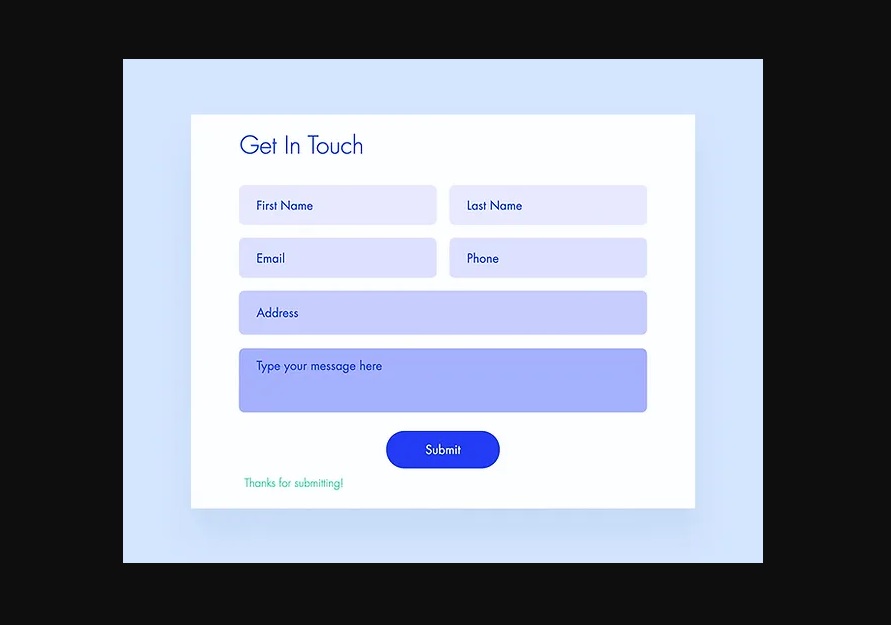 Get In Touch
First Name
Last Name
Email
Phone
Address
Type your message here
Submit
Thanks for submitting!